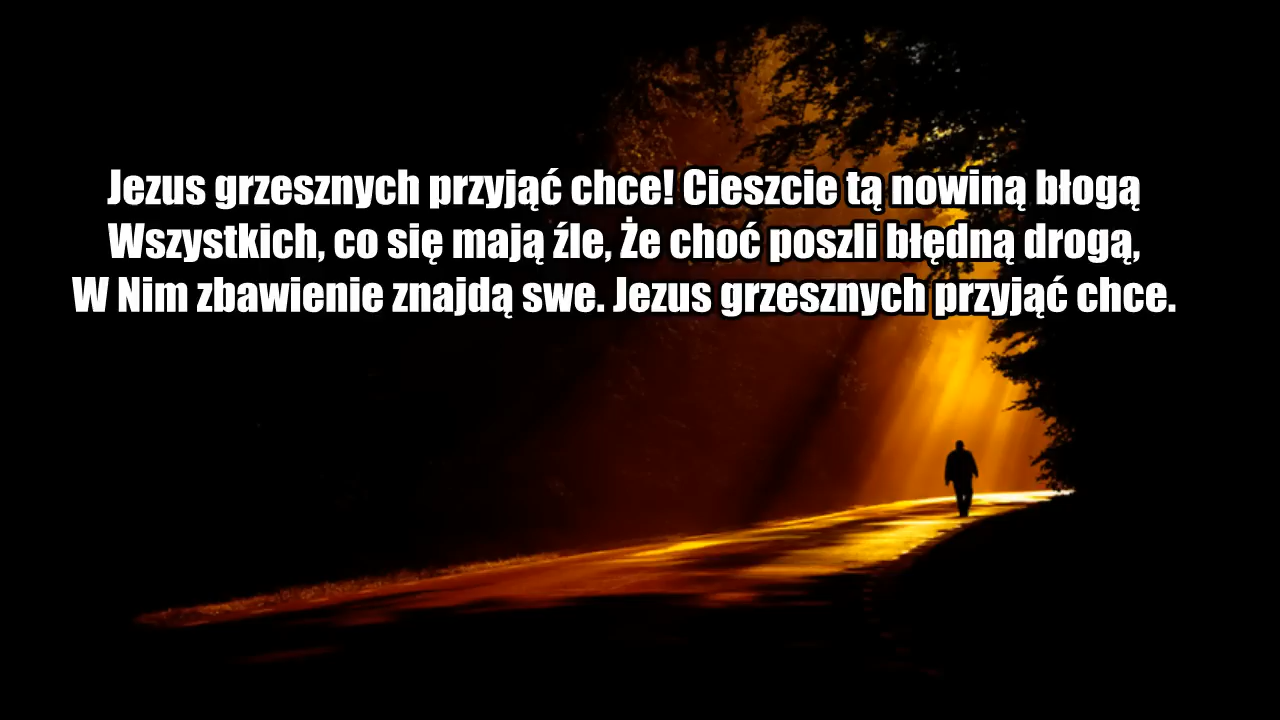 Jezus grzesznych przyjąć chce! Cieszcie tą nowiną błogą
Wszystkich, co się mają źle, Że choć poszli błędną drogą,
W Nim zbawienie znajdą swe. Jezus grzesznych przyjąć chce.